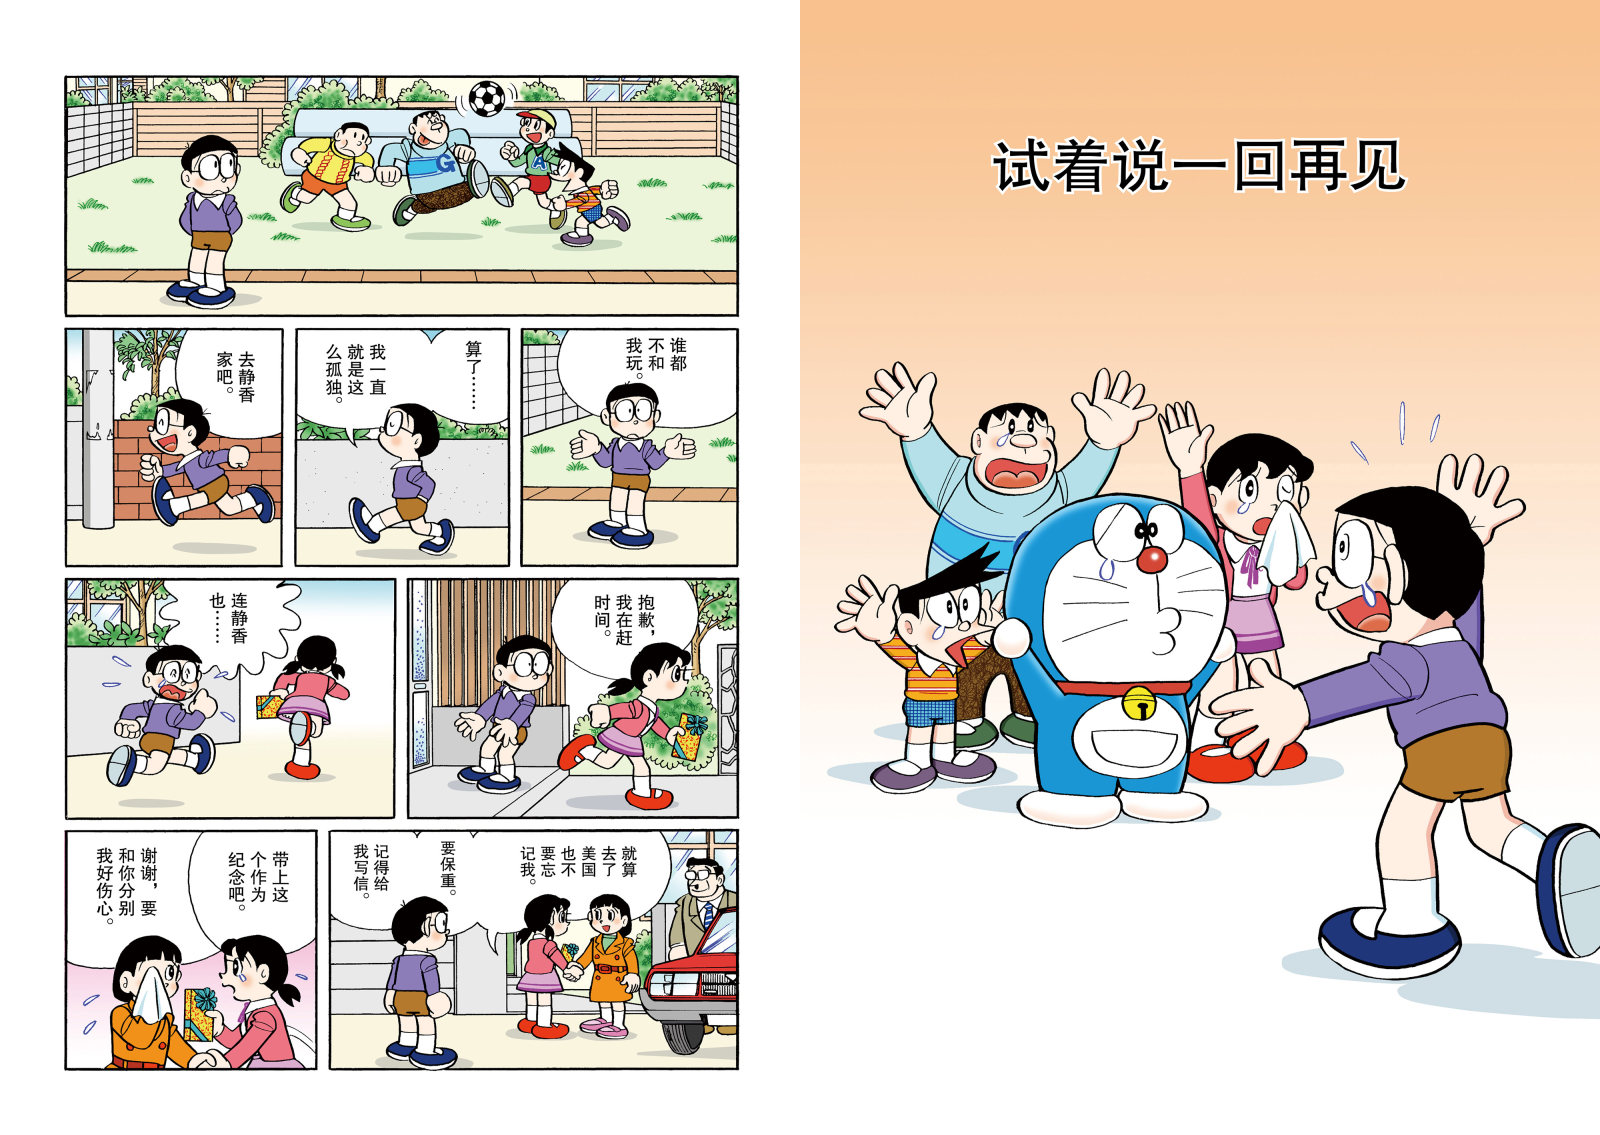 试着说一回再见
G
A
谁都
不和
我玩。
算了……
我一直
就是这
么孤独。
去静香
家吧。
抱歉，
我在赶
时间。
连静香
也……
就算
去了
美国
也不
要忘
记我。
要保重。
记得给
我写信。
带上这
个作为
纪念吧。
谢谢，要
和你分别
我好伤心。